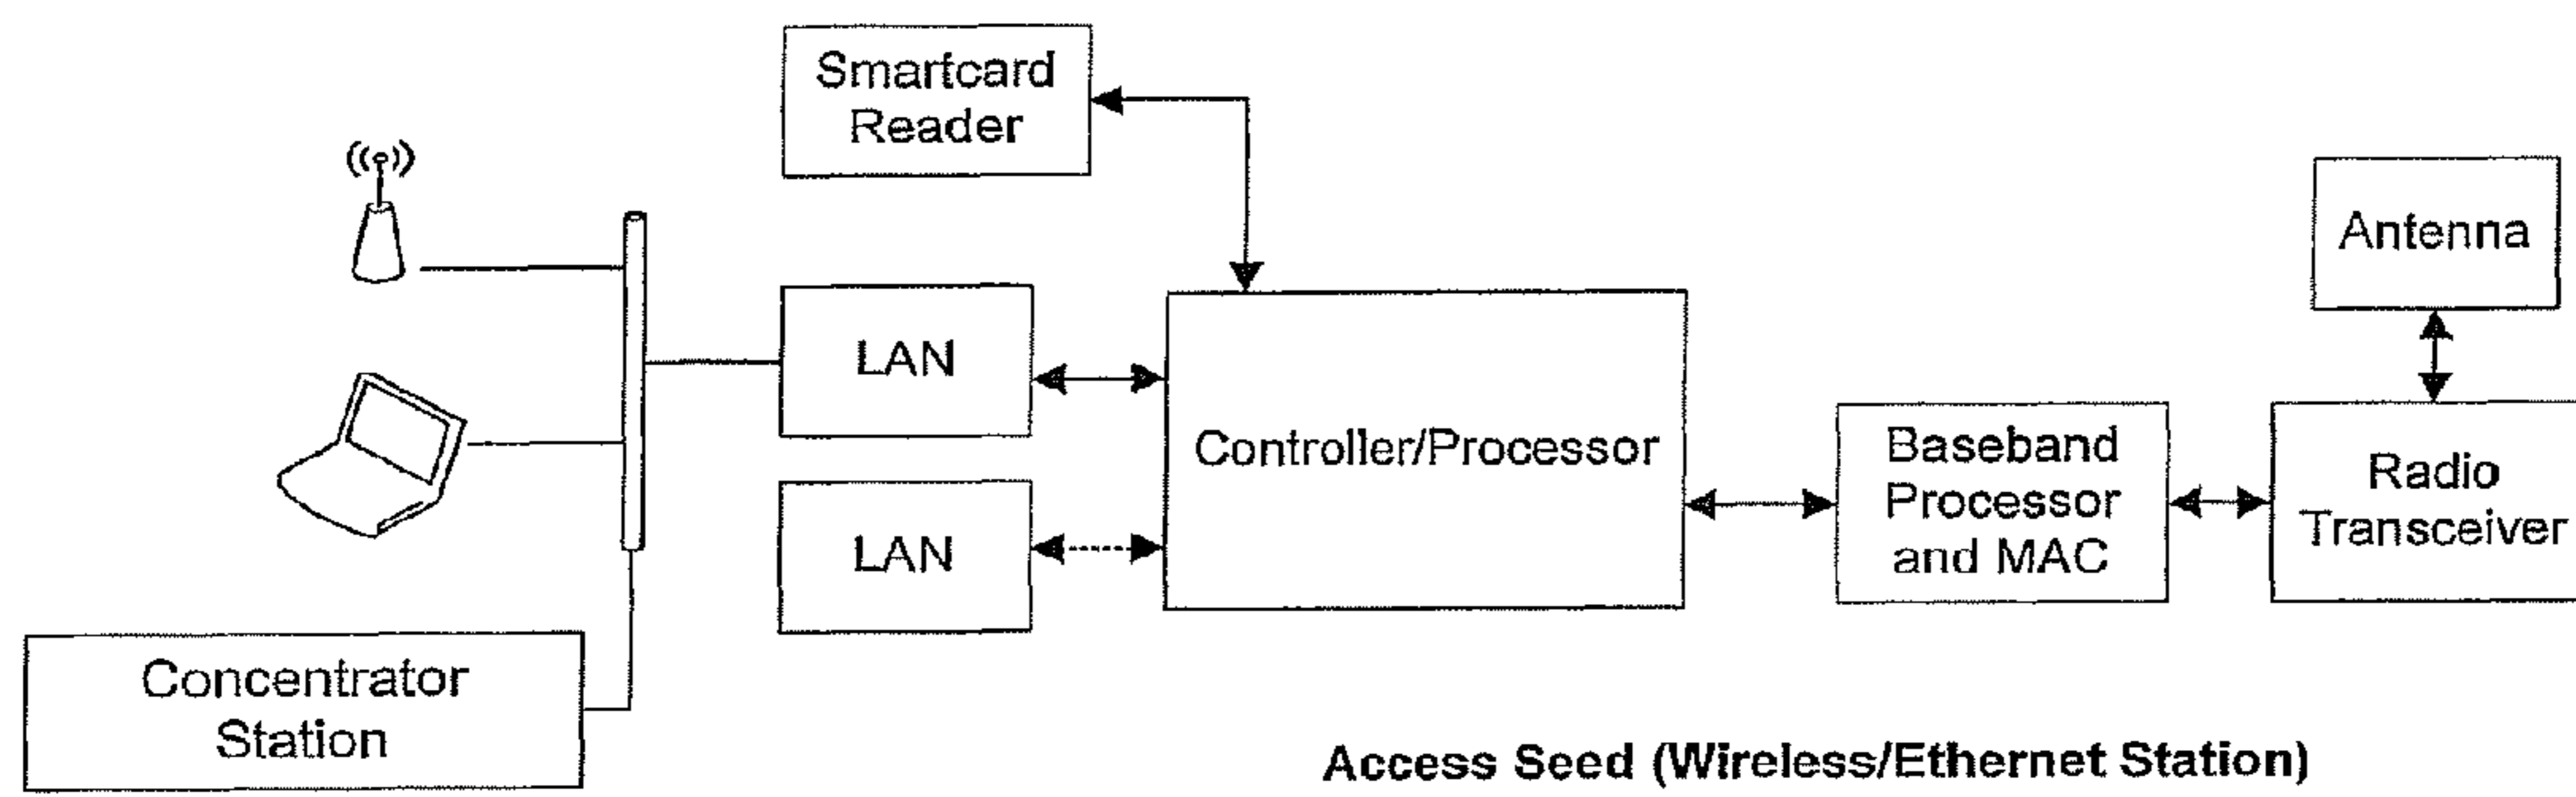 Smartcard
Reader
Antenna
LAN
Controller/Processor
Baseband
Processor
and MAC
Radio
Transceiver
LAN
Concentrator
Station
Access Seed (Wireless/Ethernet Station)